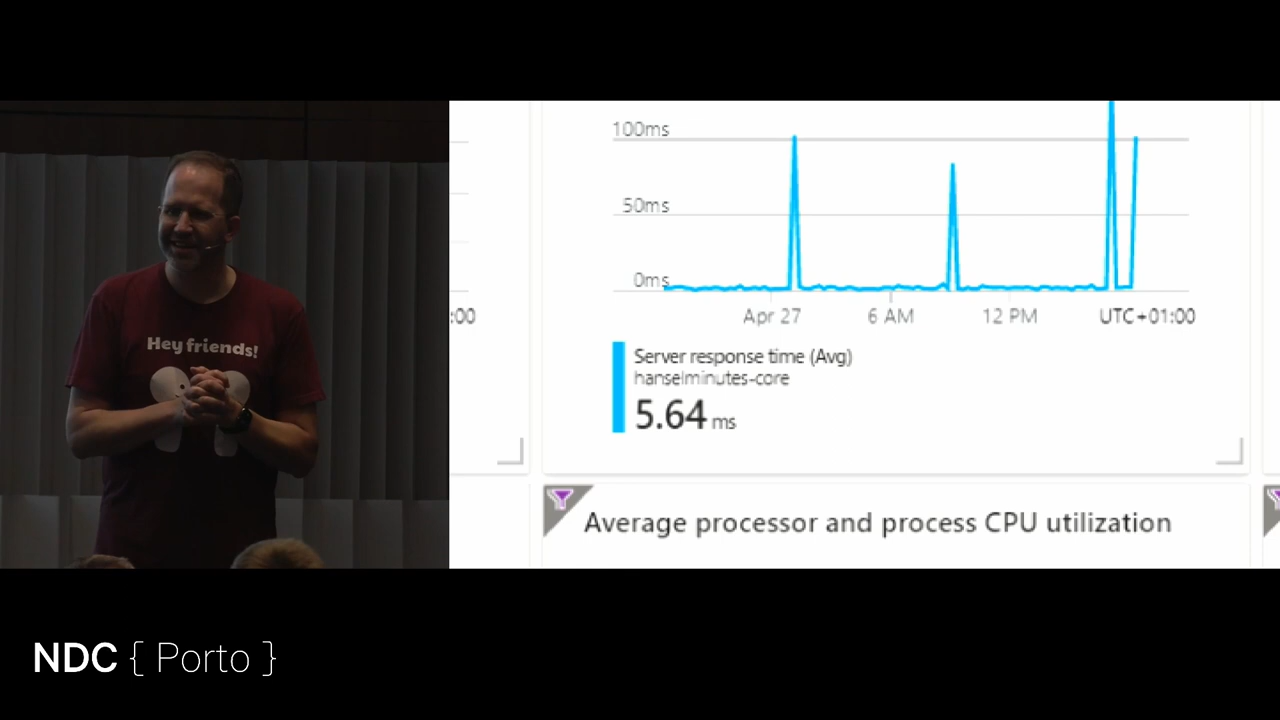 Hey friends!
:00
100ms
50ms
0ms
Apr 27
6 AM
12 PM
UTC+01:00
Server response time (Avg)
hanselminutes-core
5.64 ms
Average processor and process CPU utilization
NDC { Porto }